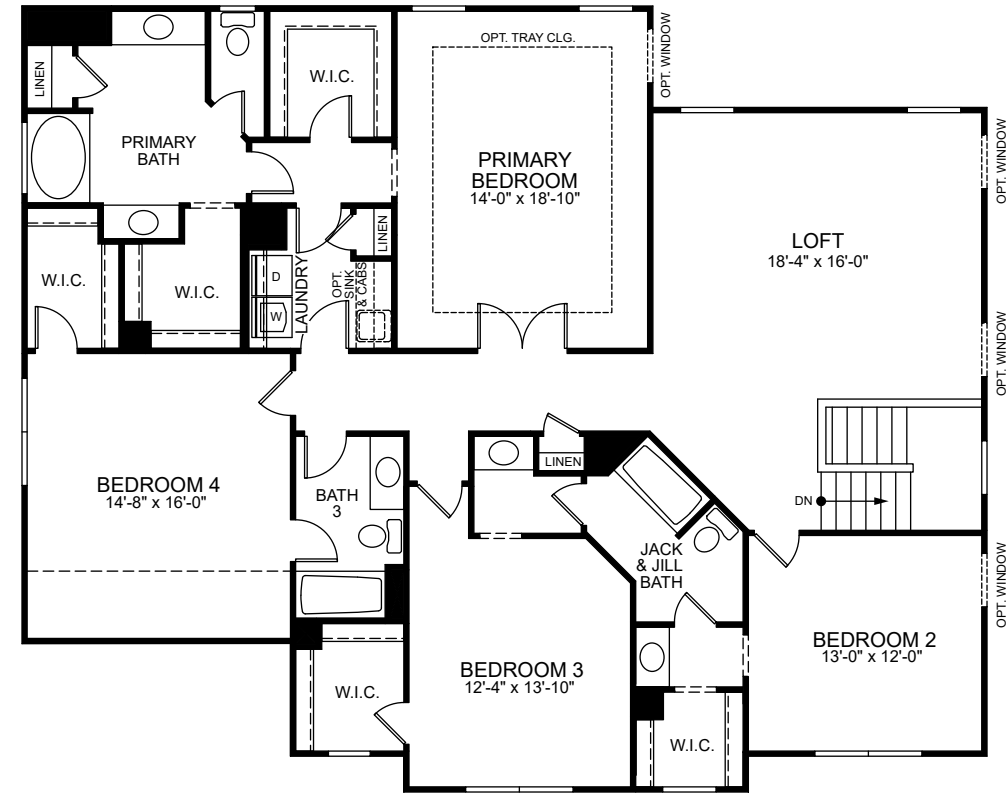 OPT. TRAY CLG.
OPT. WINDOW
LINEN
W.I.C.
PRIMARY
BATH
PRIMARY
BEDROOM
14'-0" x 18'-10"
OPT. WINDOW
LOFT
18'-4" x 16'-0"
LINEN
W.I.C.
W.I.C.
D
W
LAUNDRY
OPT.
SINK
& CABS
OPT. WINDOW
BEDROOM 4
14'-8" x 16'-0"
BATH
3
LINEN
DN
JACK
& JILL
BATH
OPT. WINDOW
BEDROOM 3
12'-4" x 13'-10"
BEDROOM 2
13'-0" x 12'-0"
W.I.C.
W.I.C.